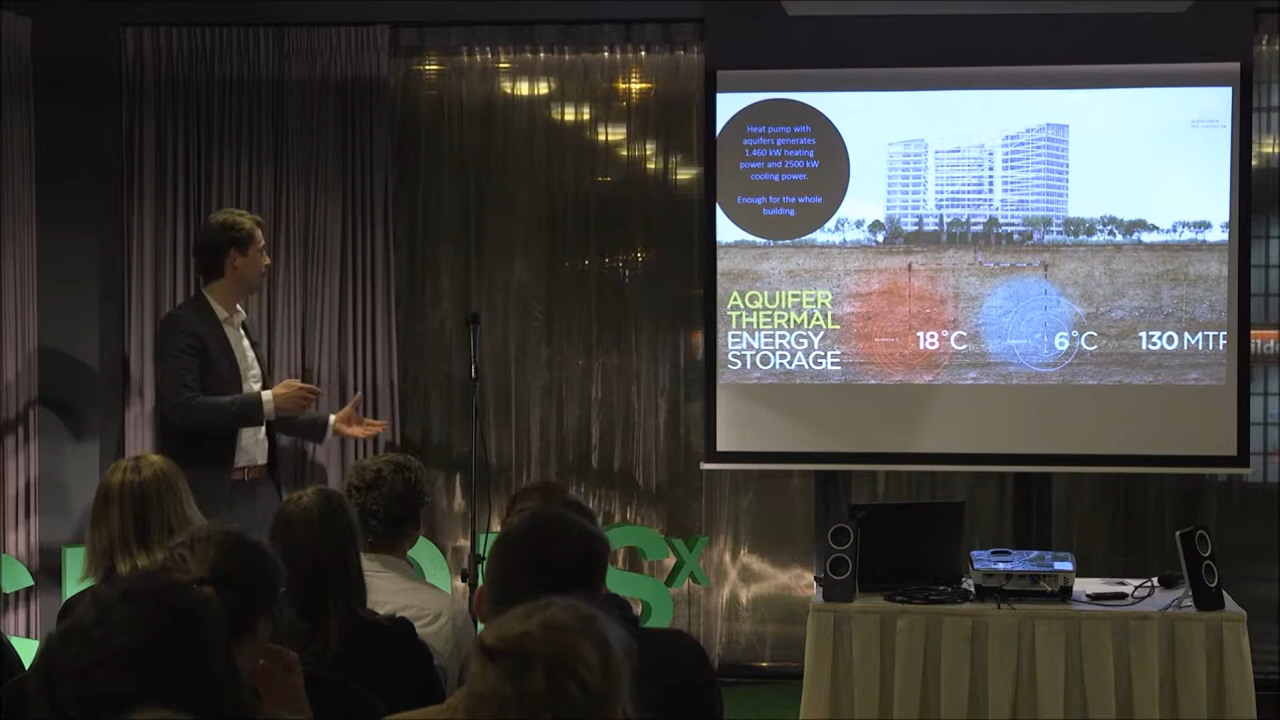 Heat pump with
aquifers generates
1.460 kW heating
power and 2500 kW
cooling power.
Enough for the whole
building.
AQUIFER
THERMAL
ENERGY
STORAGE
18°C
6°C
130 MTR
S X